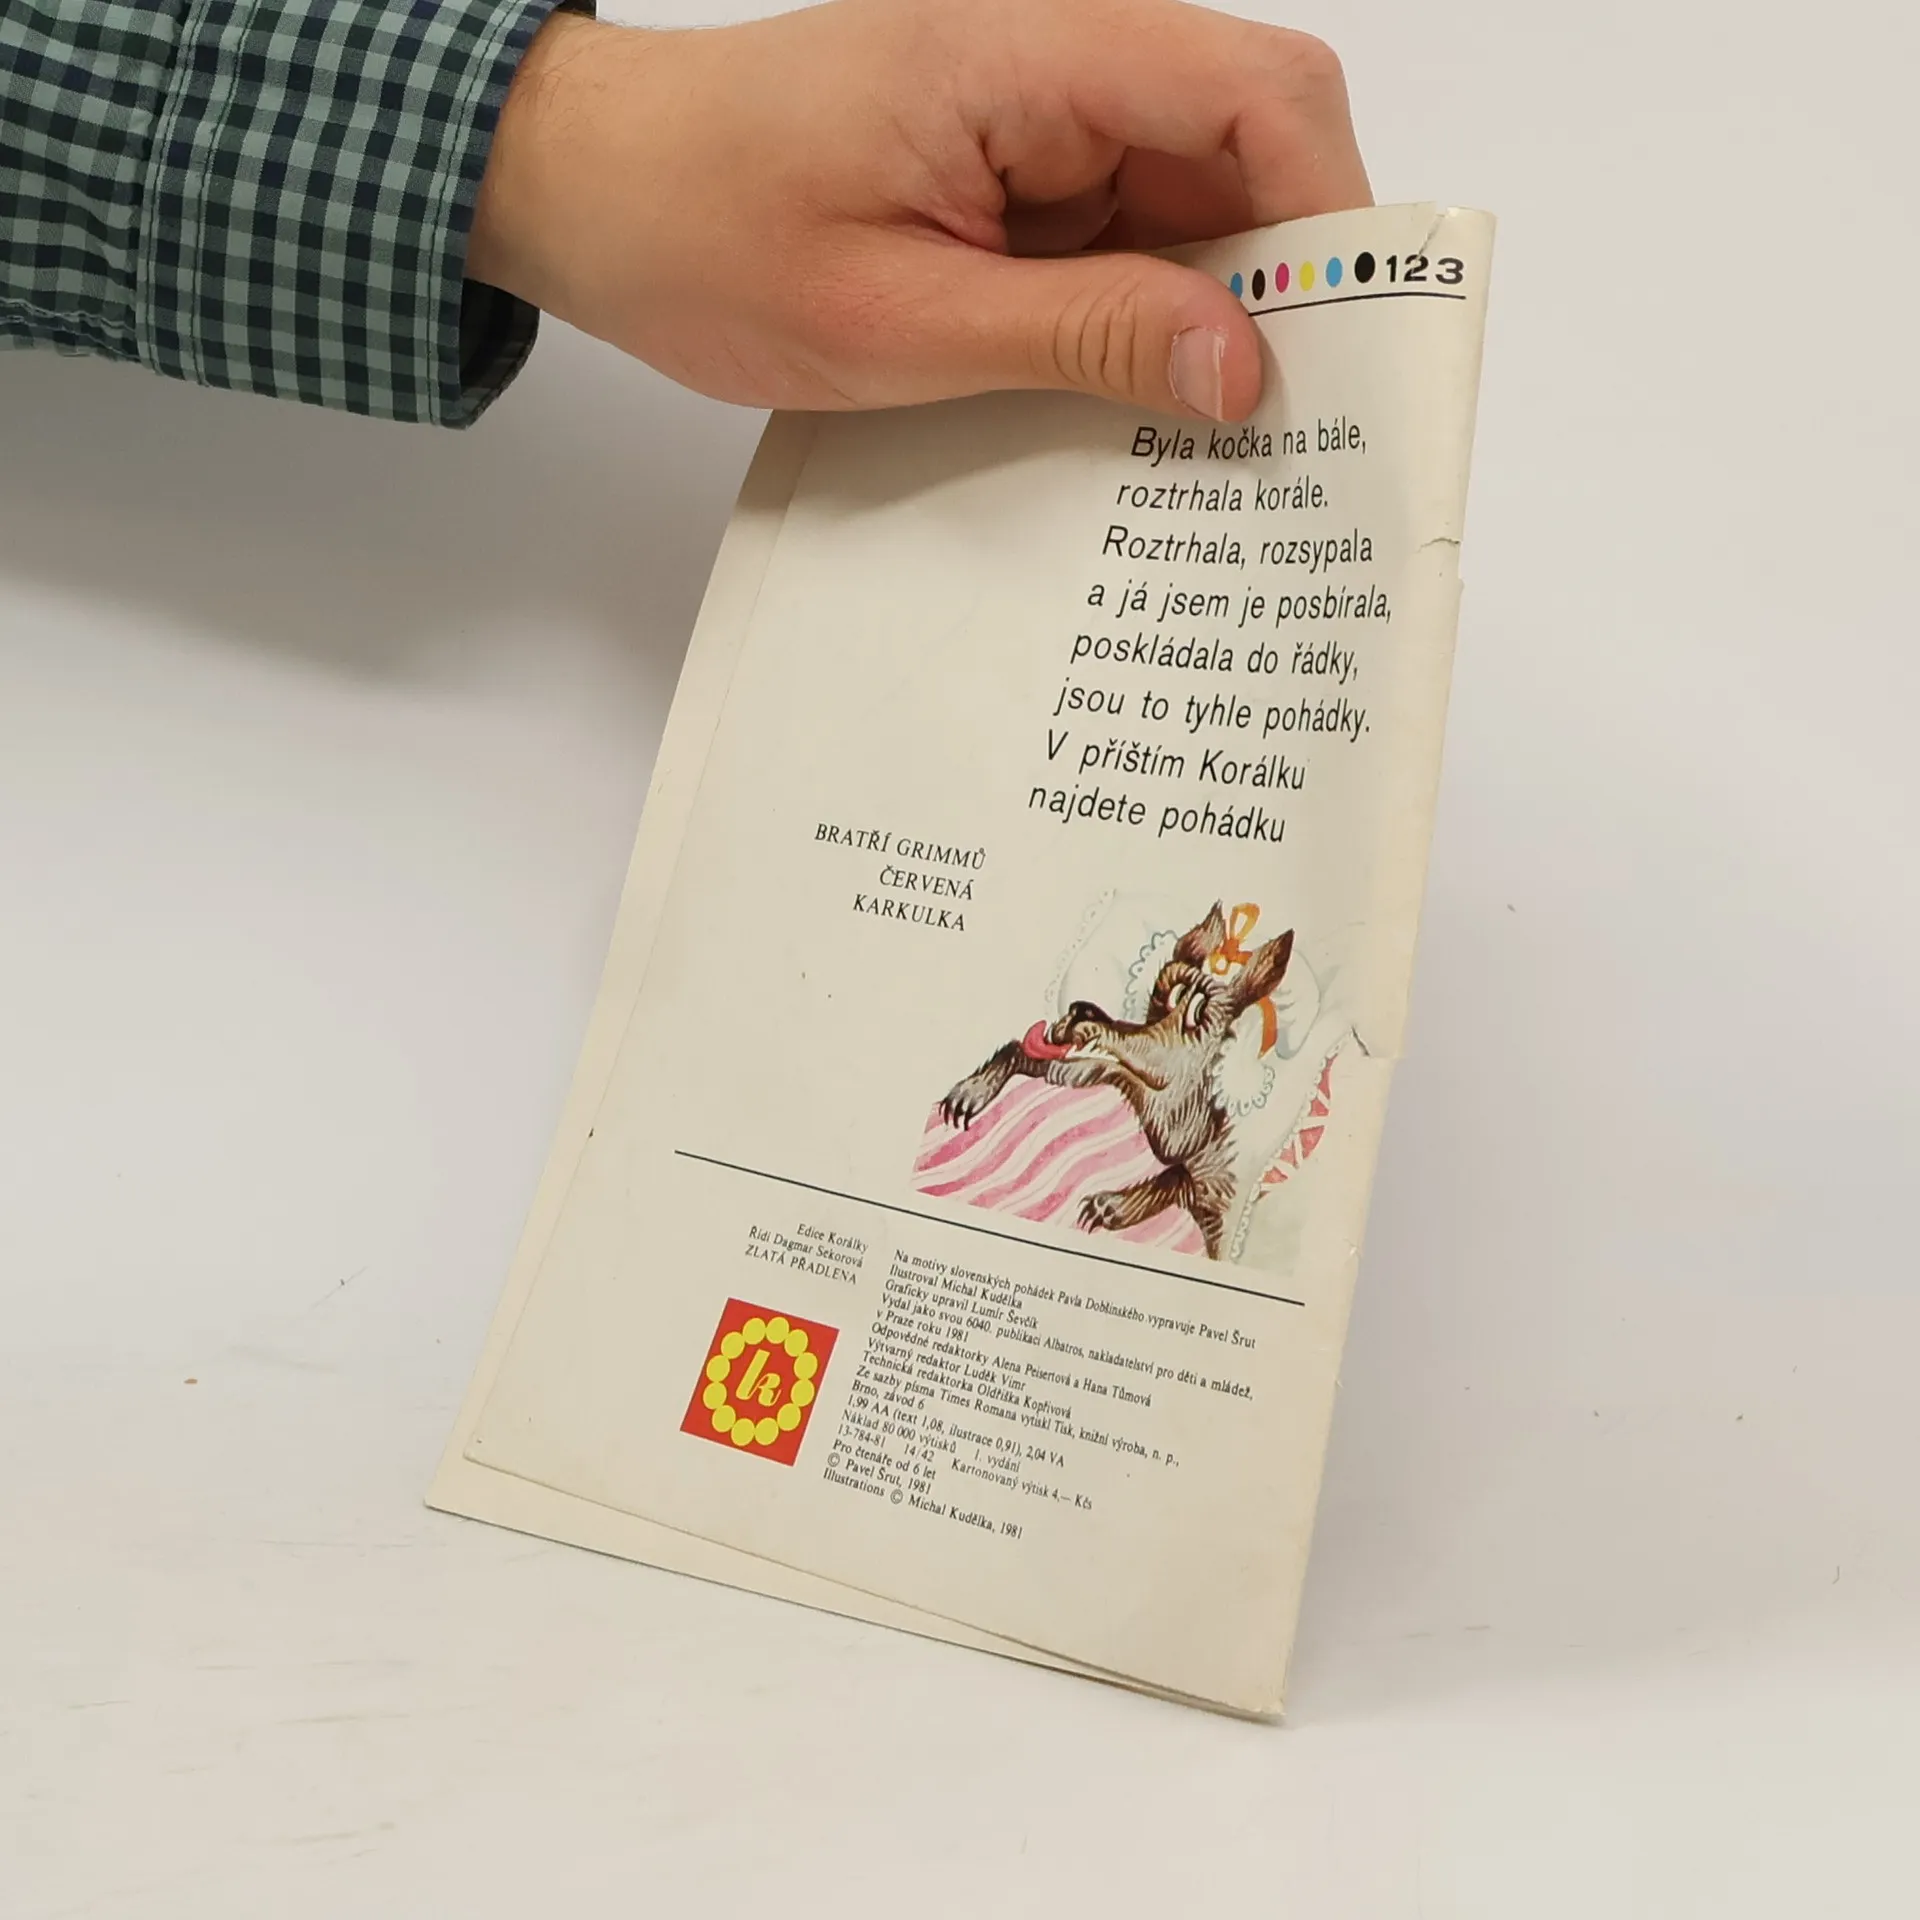 123
Byla kočka na bále,
roztrhala korále.
Roztrhala, rozsypala
a já jsem je posbírala,
poskládala do řádky,
jsou to tyhle pohádky.
V příštím Korálku
najdete pohádku
BRATŘÍ GRIMMŮ
ČERVENÁ
KARKULKA
Edice Korálky
Řídí Dagmar Sekorová
ZLATÁ PŘADLENA
k
Na motivy slovenských pohádek Pavla Dobšinského vypravuje Pavel Šrut
Ilustroval Michal Kudělka
Graficky upravil Lumír Ševčík
Vydal jako svou 6040. publikaci Albatros, nakladatelství pro děti a mládež,
v Praze roku 1981
Odpovědné redaktorky Alena Peisertová a Hana Tůmová
Výtvarný redaktor Luděk Vimr
Technická redaktorka Oldřiška Kopřivová
Ze sazby písma Times Romana vytiskl Tisk, knižní výroba, n. p.,
Brno, závod 6
1,99 AA (text 1,08, ilustrace 0,91), 2,04 VA
Náklad 80 000 výtisků 1. vydání
13-784-81 14/42 Kartonovaný výtisk 4,— Kčs
Pro čtenáře od 6 let
© Pavel Šrut, 1981
Illustrations © Michal Kudělka, 1981